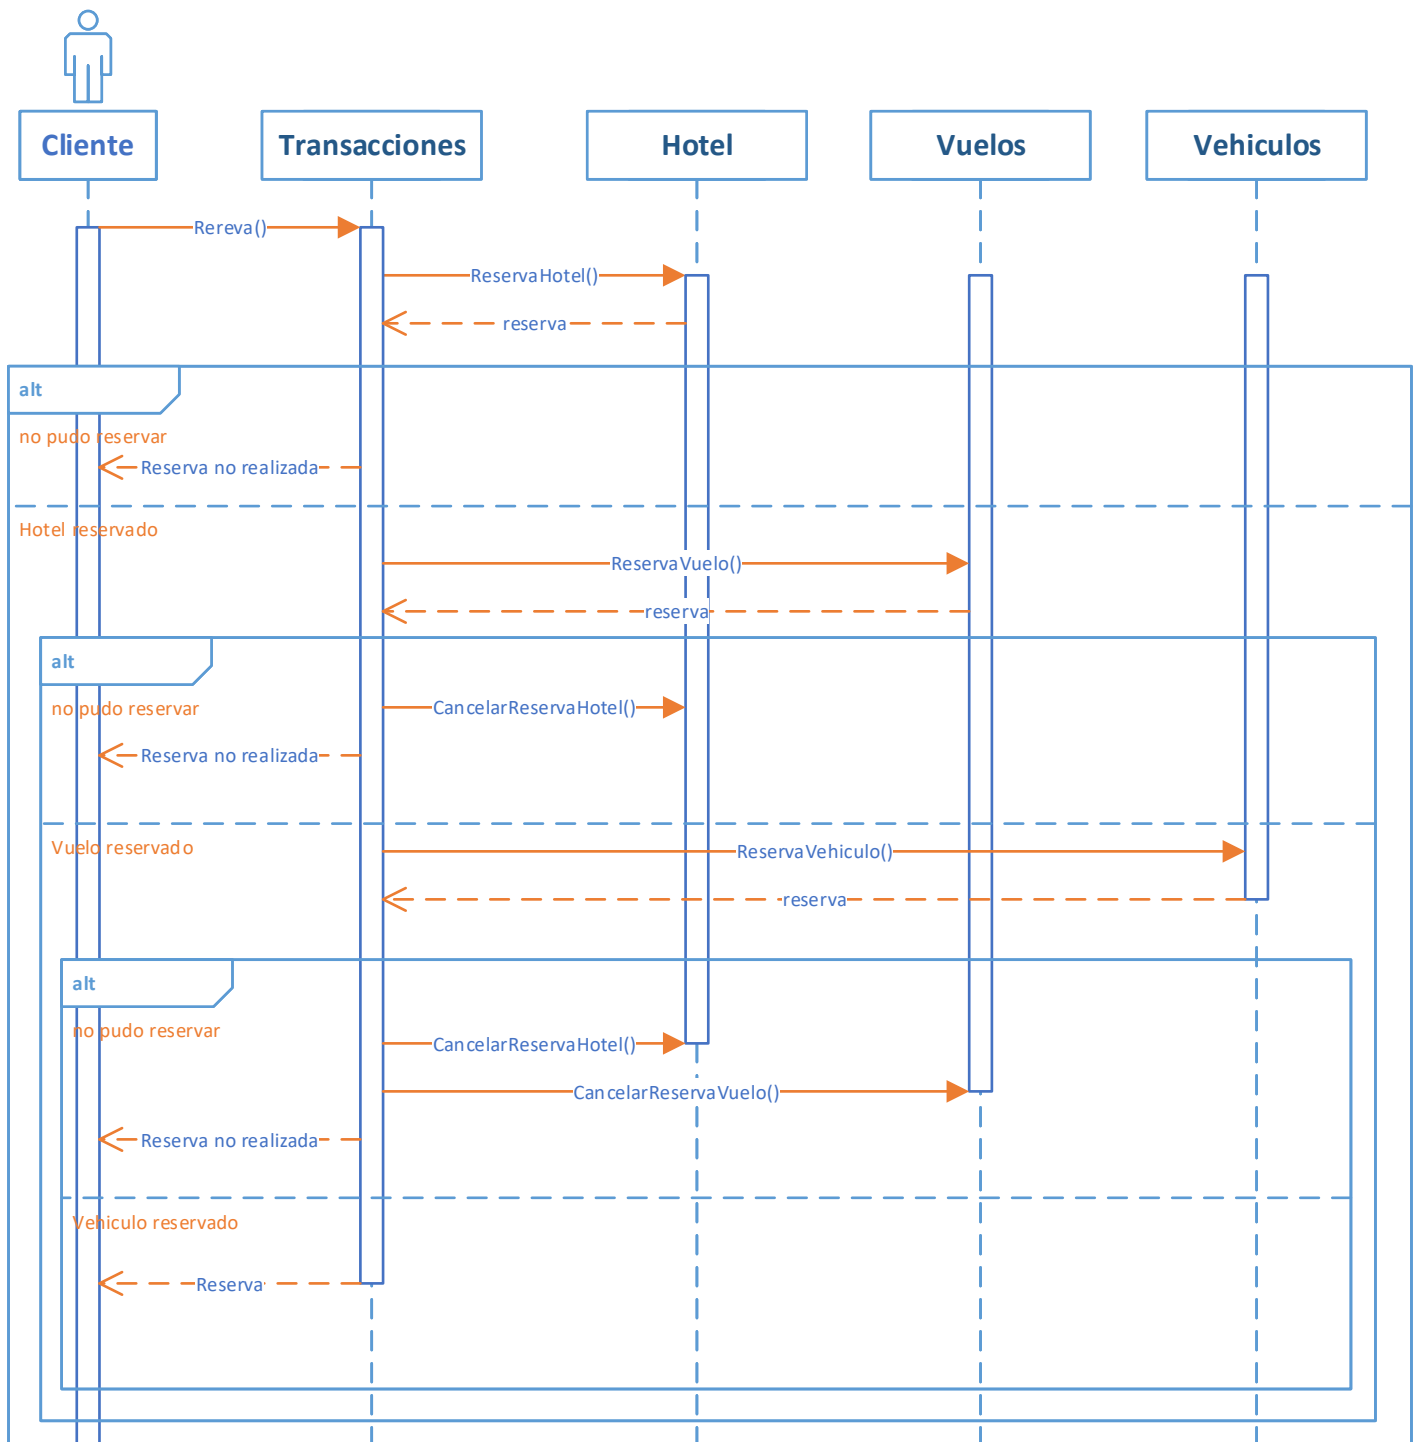 Cliente
Transacciones
Hotel
Vuelos
Vehiculos
Rereva()
ReservaHotel()
reserva
alt
no pudo reservar
Reserva no realizada
Hotel reservado
ReservaVuelo()
reserva
alt
no pudo reservar
CancelarReservaHotel()
Reserva no realizada
Vuelo reservado
ReservaVehiculo()
reserva
alt
no pudo reservar
CancelarReservaHotel()
CancelarReservaVuelo()
Reserva no realizada
Vehiculo reservado
Reserva